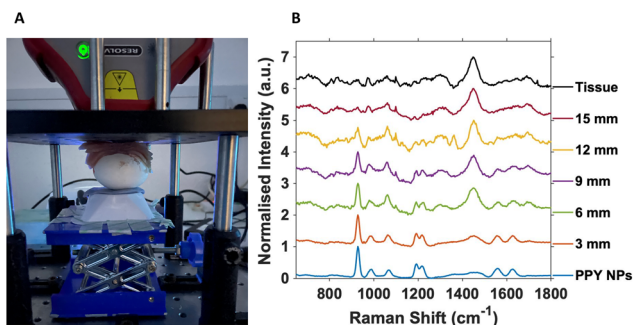 A
B
RESOLVE
7
6
5
4
3
2
1
0
Normalised Intensity (a.u.)
800 1000 1200 1400 1600 1800
Raman Shift (cm⁻¹)
Tissue
15 mm
12 mm
9 mm
6 mm
3 mm
PPY NPs